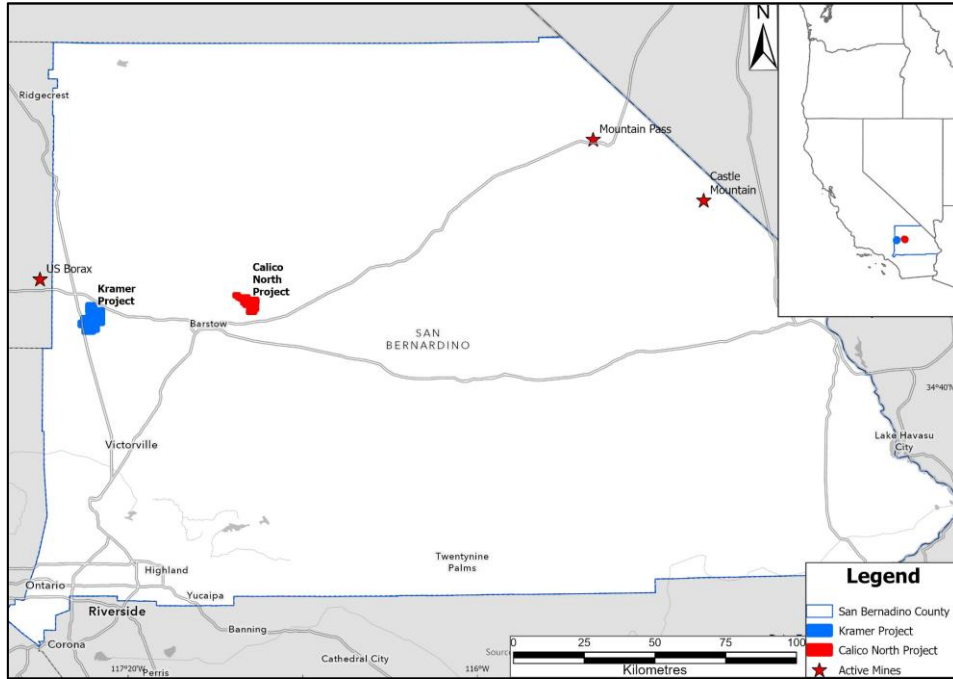 N
Ridgecrest
Mountain Pass
Castle
Mountain
US Borax
Kramer
Project
Calico
North
Project
Barstow
SAN
BERNARDINO
34°40'N
Lake Havasu
City
Victorville
Twentynine
Palms
Highland
Ontario
Yucaipa
Riverside
Banning
Corona
Cathedral City
Perris
117°20'W
116°W
Source
0 25 50 75 100
Kilometres
Legend
San Bernadino County
Kramer Project
Calico North Project
Active Mines